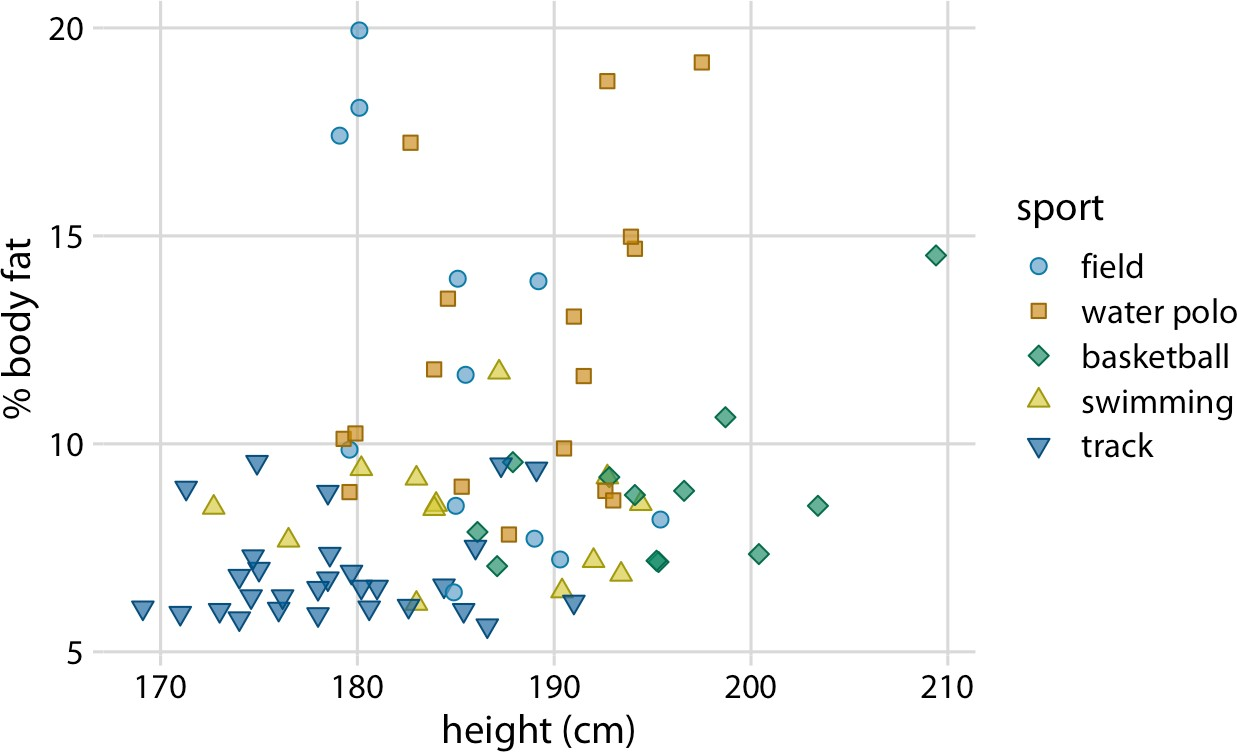 20
15
10
5
% body fat
170 180 190 200 210
height (cm)
sport
field
water polo
basketball
swimming
track